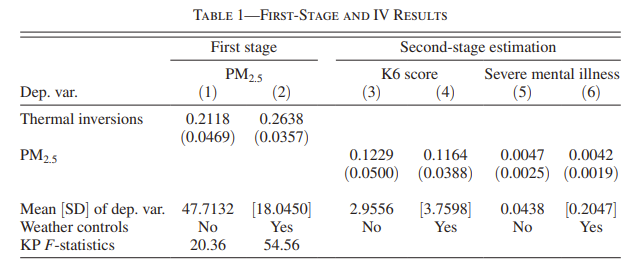 TABLE 1—FIRST-STAGE AND IV RESULTS
First stage Second-stage estimation
PM2.5 K6 score Severe mental illness
Dep. var. (1) (2) (3) (4) (5) (6)
Thermal inversions 0.2118 0.2638
(0.0469) (0.0357)
PM2.5 0.1229 0.1164 0.0047 0.0042
(0.0500) (0.0388) (0.0025) (0.0019)
Mean [SD] of dep. var. 47.7132 [18.0450] 2.9556 [3.7598] 0.0438 [0.2047]
Weather controls No Yes No Yes No Yes
KP F-statistics 20.36 54.56